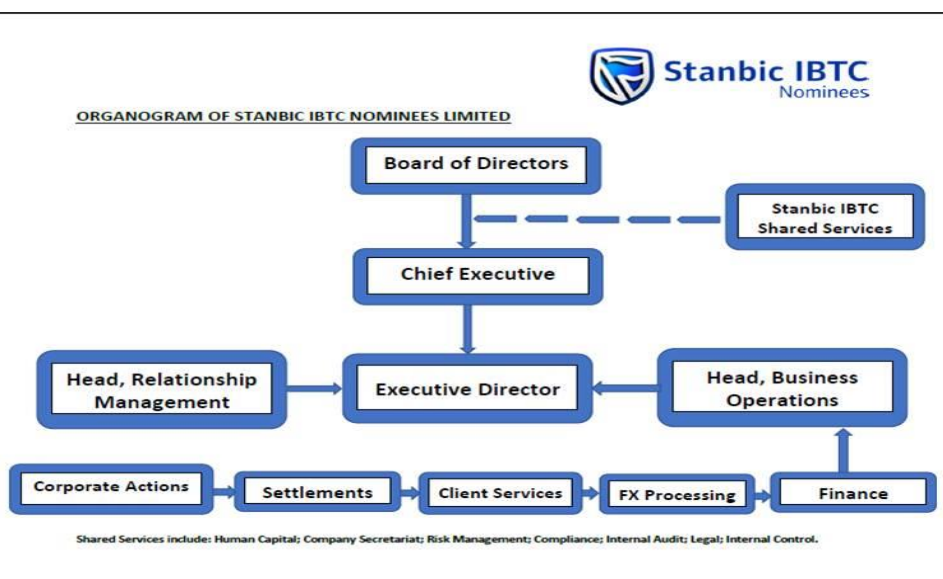 Stanbic IBTC
Nominees
ORGANOGRAM OF STANBIC IBTC NOMINEES LIMITED
Board of Directors
Stanbic IBTC
Shared Services
Chief Executive
Head, Relationship
Management
Executive Director
Head, Business
Operations
Corporate Actions
Settlements
Client Services
FX Processing
Finance
Shared Services include: Human Capital; Company Secretariat; Risk Management; Compliance; Internal Audit; Legal; Internal Control.